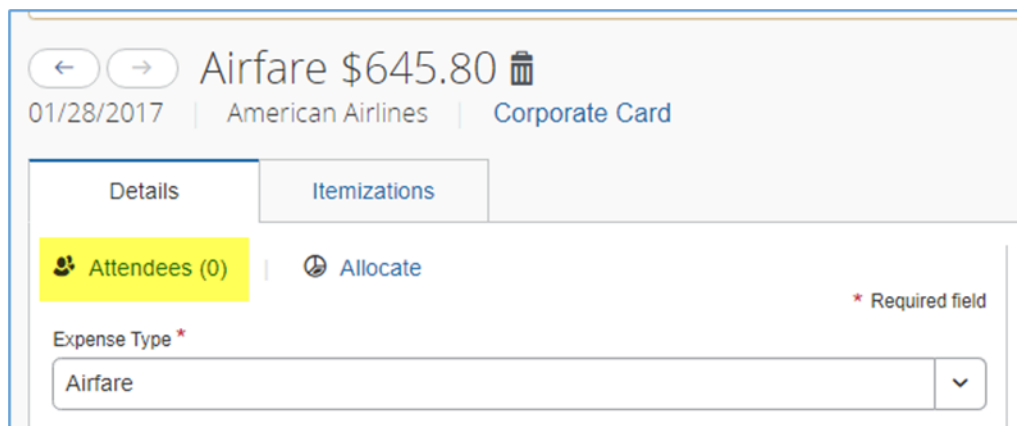 Airfare $645.80
01/28/2017 American Airlines Corporate Card
Details Itemizations
Attendees (0) Allocate
* Required field
Expense Type *
Airfare